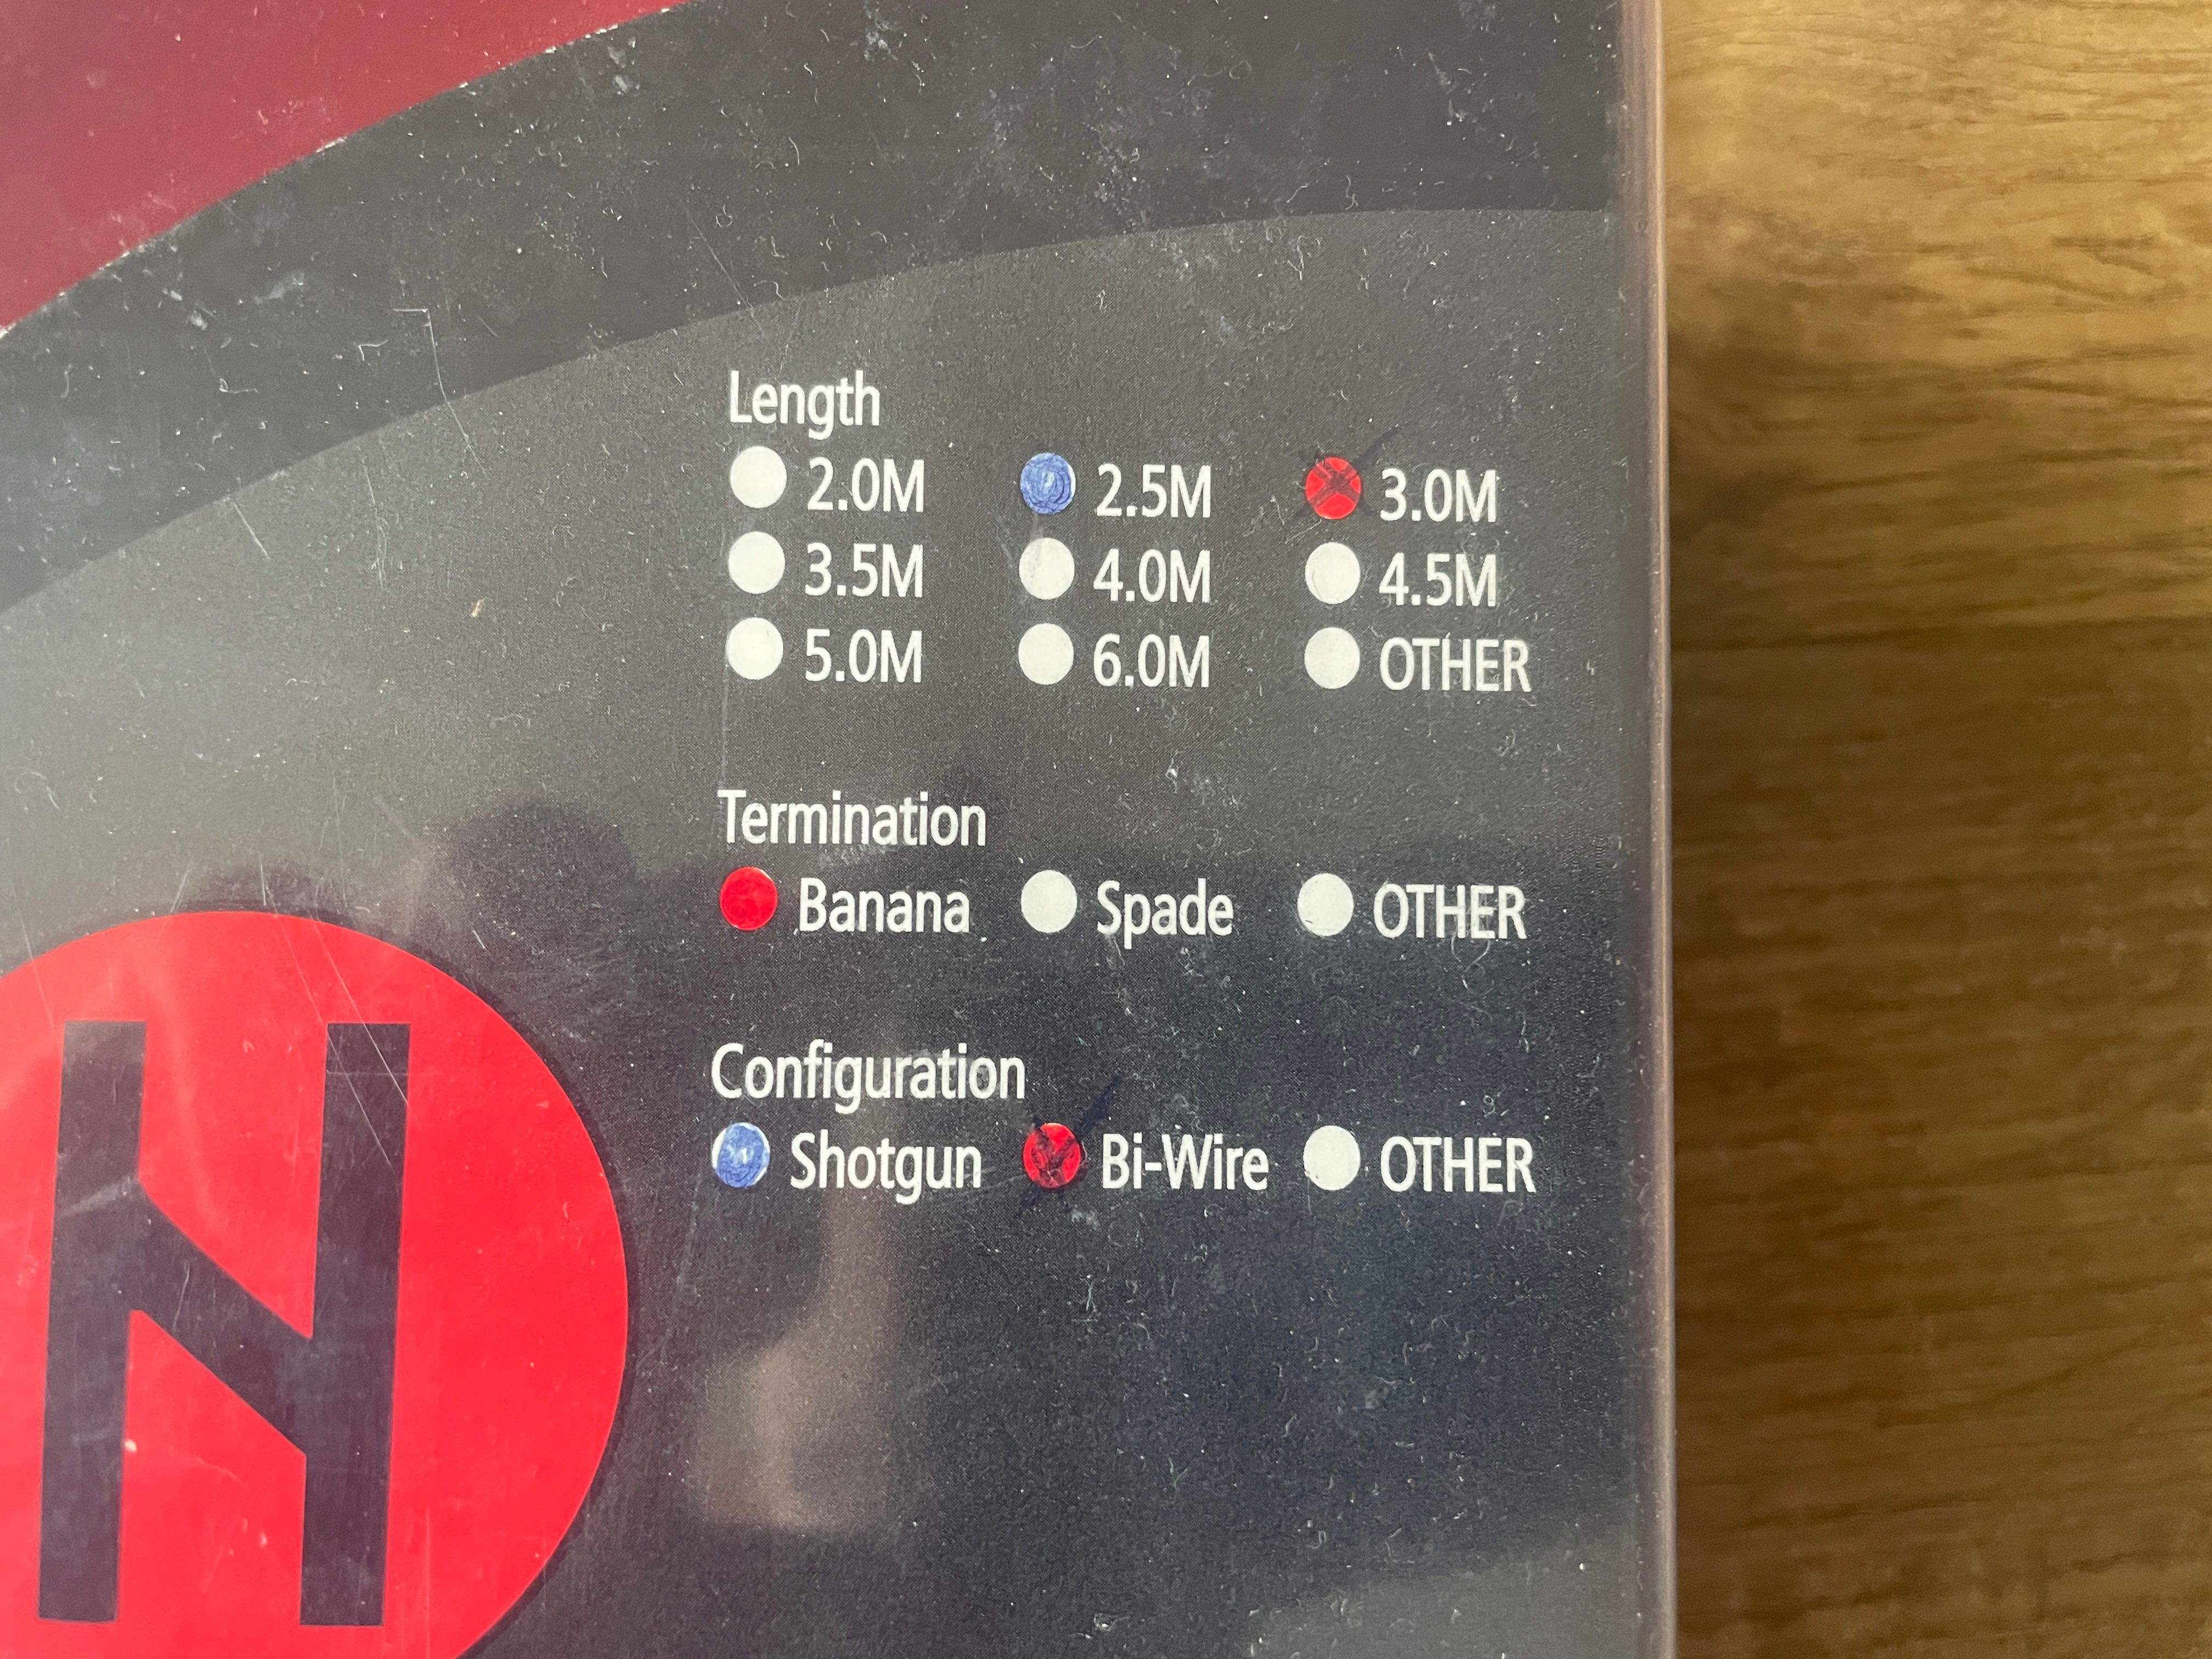 Length
2.0M 2.5M 3.0M
3.5M 4.0M 4.5M
5.0M 6.0M OTHER
Termination
Banana Spade OTHER
Configuration
Shotgun Bi-Wire OTHER